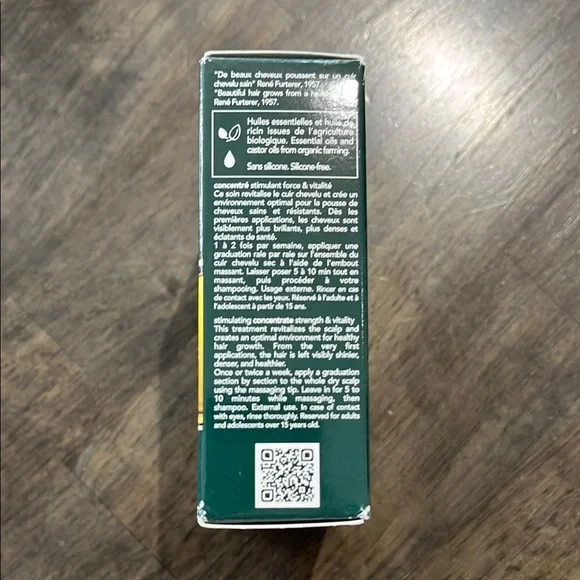 "De beaux cheveux poussent sur un cuir
chevelu sain" René Furterer, 1957.
"Beautiful hair grows from a
René Furterer, 1957.
Huiles essentielles et huile de
ricin issues de l'agriculture
biologique. Essential oils and
castor oils from organic farming.
Sans silicone. Silicone-free.
concentré stimulant force & vitalité
Ce soin revitalise le cuir chevelu et crée un
environnement optimal pour la pousse de
cheveux sains et résistants. Dès les
premières applications, les cheveux sont
visiblement plus brillants, plus denses et
éclatants de santé.
1 à 2 fois par semaine, appliquer une
graduation raie par raie sur l'ensemble du
cuir chevelu sec à l'aide de l'embout
massant. Laisser poser 5 à 10 min tout en
massant, puis procéder à votre
shampooing. Usage externe. Rincer en cas
de contact avec les yeux. Réservé à l'adulte et à
l'adolescent à partir de 15 ans.
stimulating concentrate strength & vitality
This treatment revitalizes the scalp and
creates an optimal environment for healthy
hair growth. From the very first
applications, the hair is left visibly shinier,
denser, and healthier.
Once or twice a week, apply a graduation
section by section to the whole dry scalp
using the massaging tip. Leave in for 5 to
10 minutes while massaging, then
shampoo. External use. In case of contact
with eyes, rinse thoroughly. Reserved for adults
and adolescents over 15 years old.